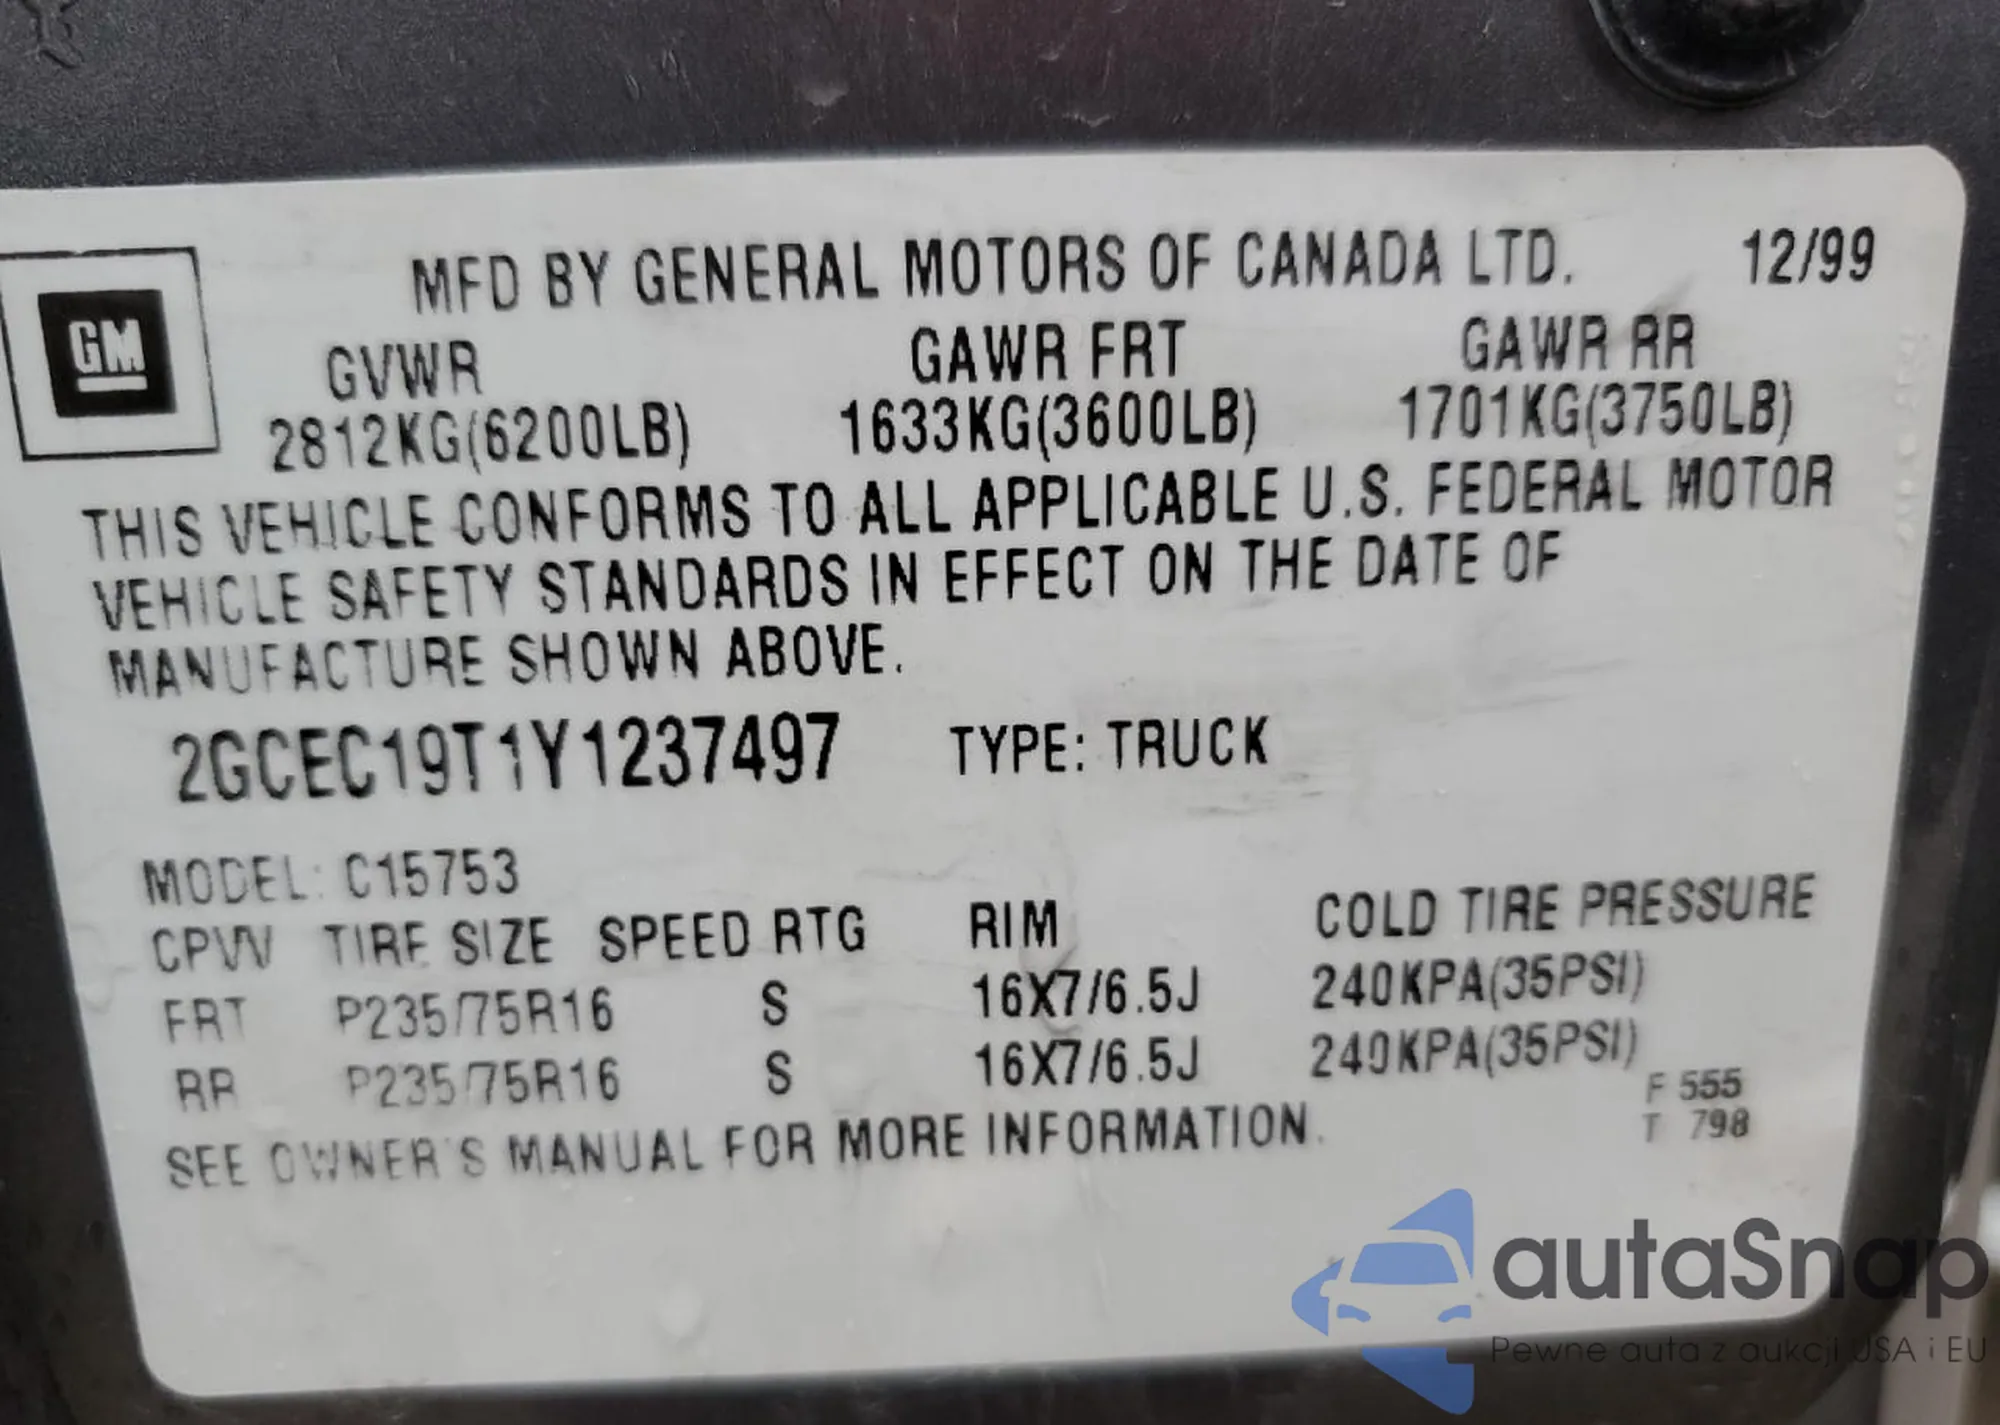 MFD BY GENERAL MOTORS OF CANADA LTD. 12/99
GM
GVWR GAWR FRT GAWR RR
2812KG(6200LB) 1633KG(3600LB) 1701KG(3750LB)
THIS VEHICLE CONFORMS TO ALL APPLICABLE U.S. FEDERAL MOTOR
VEHICLE SAFETY STANDARDS IN EFFECT ON THE DATE OF
MANUFACTURE SHOWN ABOVE.
2GCEC19T1Y1237497 TYPE: TRUCK
MODEL: C15753
CPVW TIRE SIZE SPEED RTG RIM COLD TIRE PRESSURE
FRT P235/75R16 S 16X7/6.5J 240KPA(35PSI)
RR P235/75R16 S 16X7/6.5J 240KPA(35PSI)
F 555
T 798
SEE OWNER'S MANUAL FOR MORE INFORMATION.
autaSnap
Pewne auta z aukcji USA i EU